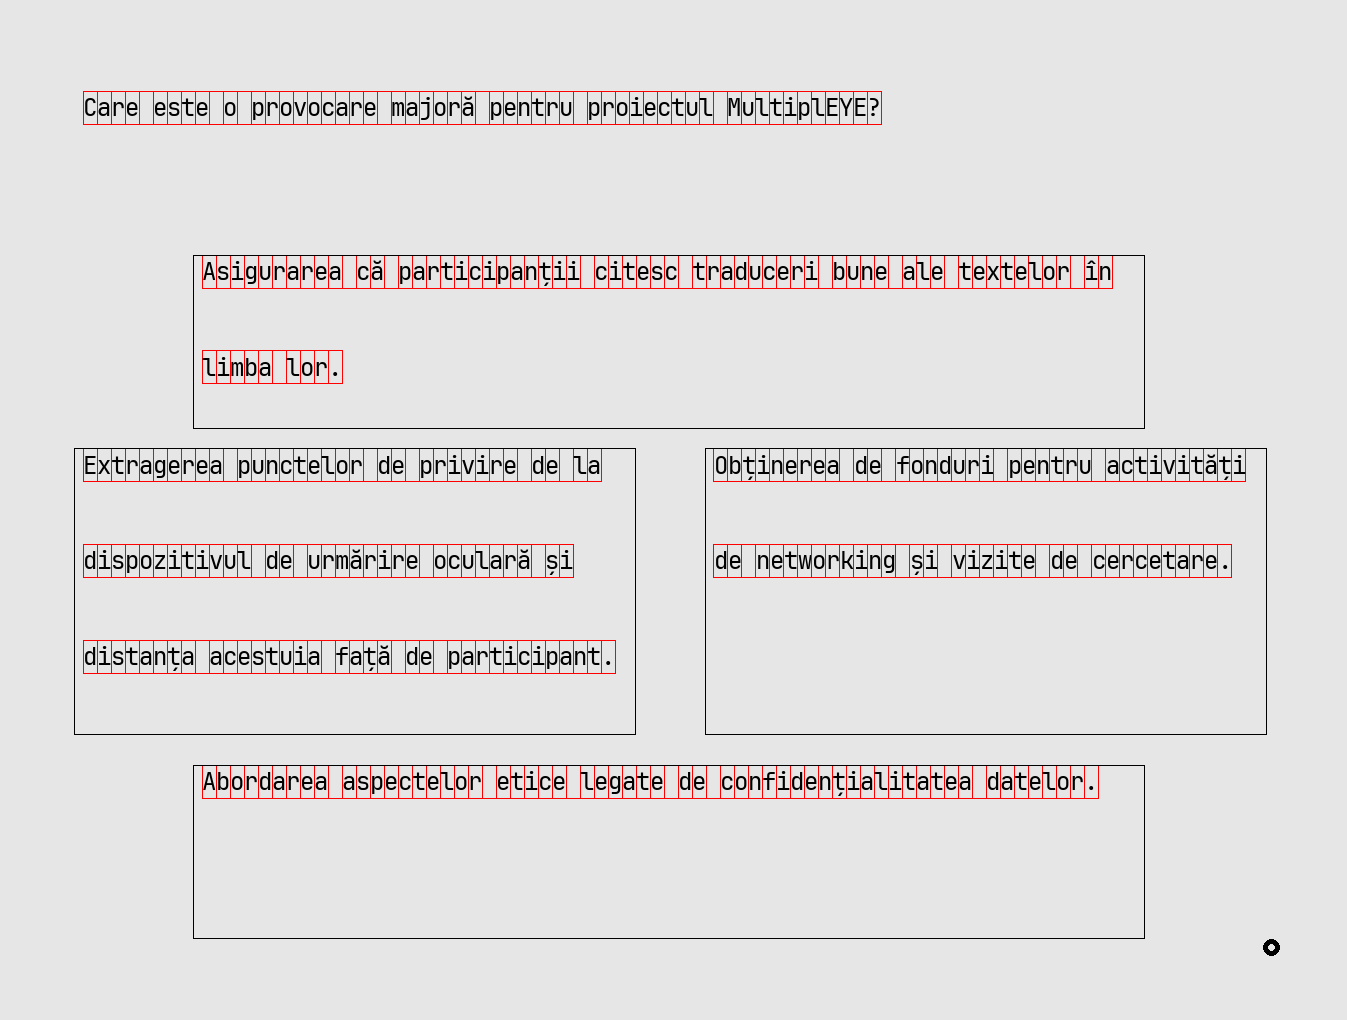 Care este o provocare majoră pentru proiectul MultiplEYE?
Asigurarea că participanții citesc traduceri bune ale textelor în
limba lor.
Extragerea punctelor de privire de la
dispozitivul de urmărire oculară și
distanța acestuia față de participant.
Obținerea de fonduri pentru activități
de networking și vizite de cercetare.
Abordarea aspectelor etice legate de confidențialitatea datelor.